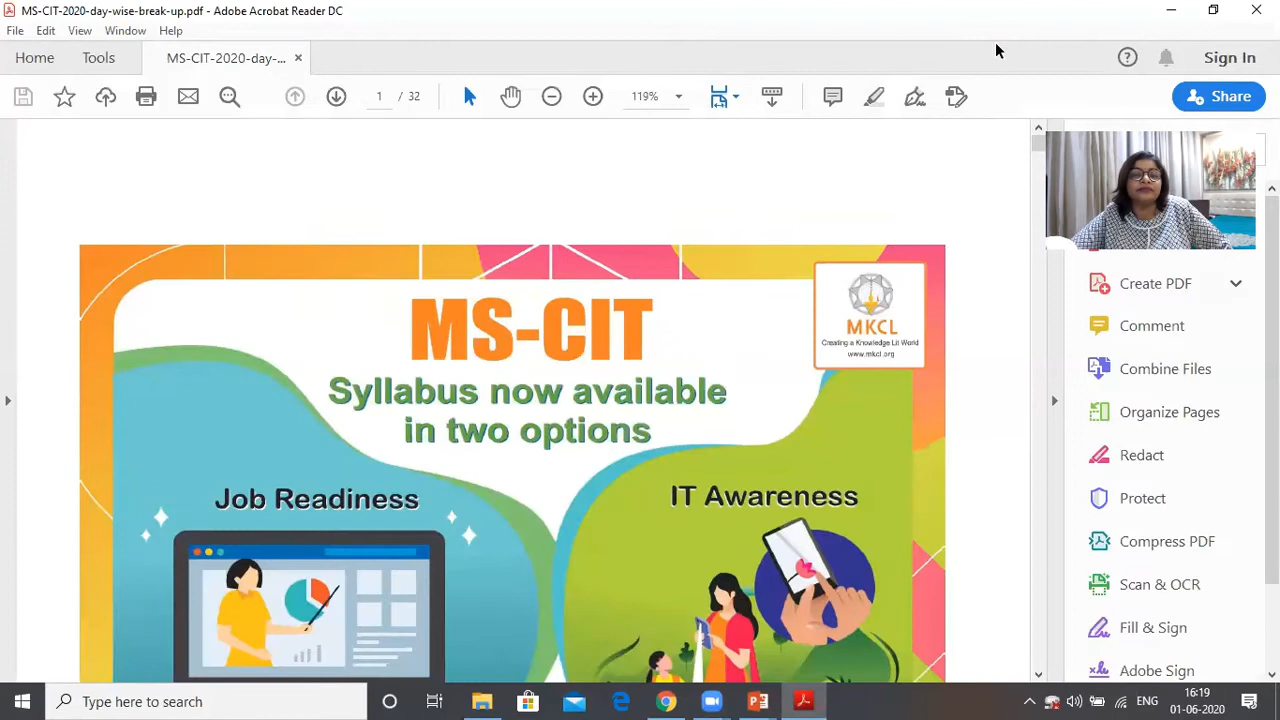 MS-CIT-2020-day-wise-break-up.pdf - Adobe Acrobat Reader DC
File Edit View Window Help
Home Tools MS-CIT-2020-day-... Sign In
1 / 32 119% Share
MS-CIT
Syllabus now available
in two options
MKCL
Creating a Knowledge Lit World
www.mkcl.org
Job Readiness
IT Awareness
Create PDF
Comment
Combine Files
Organize Pages
Redact
Protect
Compress PDF
Scan & OCR
Fill & Sign
Adobe Sign
Type here to search
ENG
16:19
01-06-2020